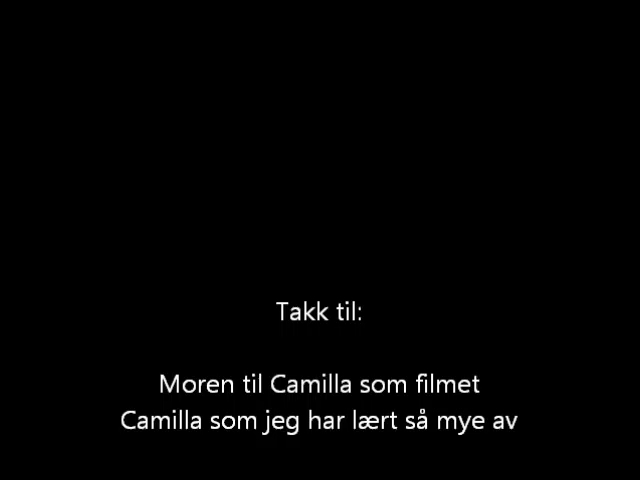 Takk til:
Moren til Camilla som filmet
Camilla som jeg har lært så mye av